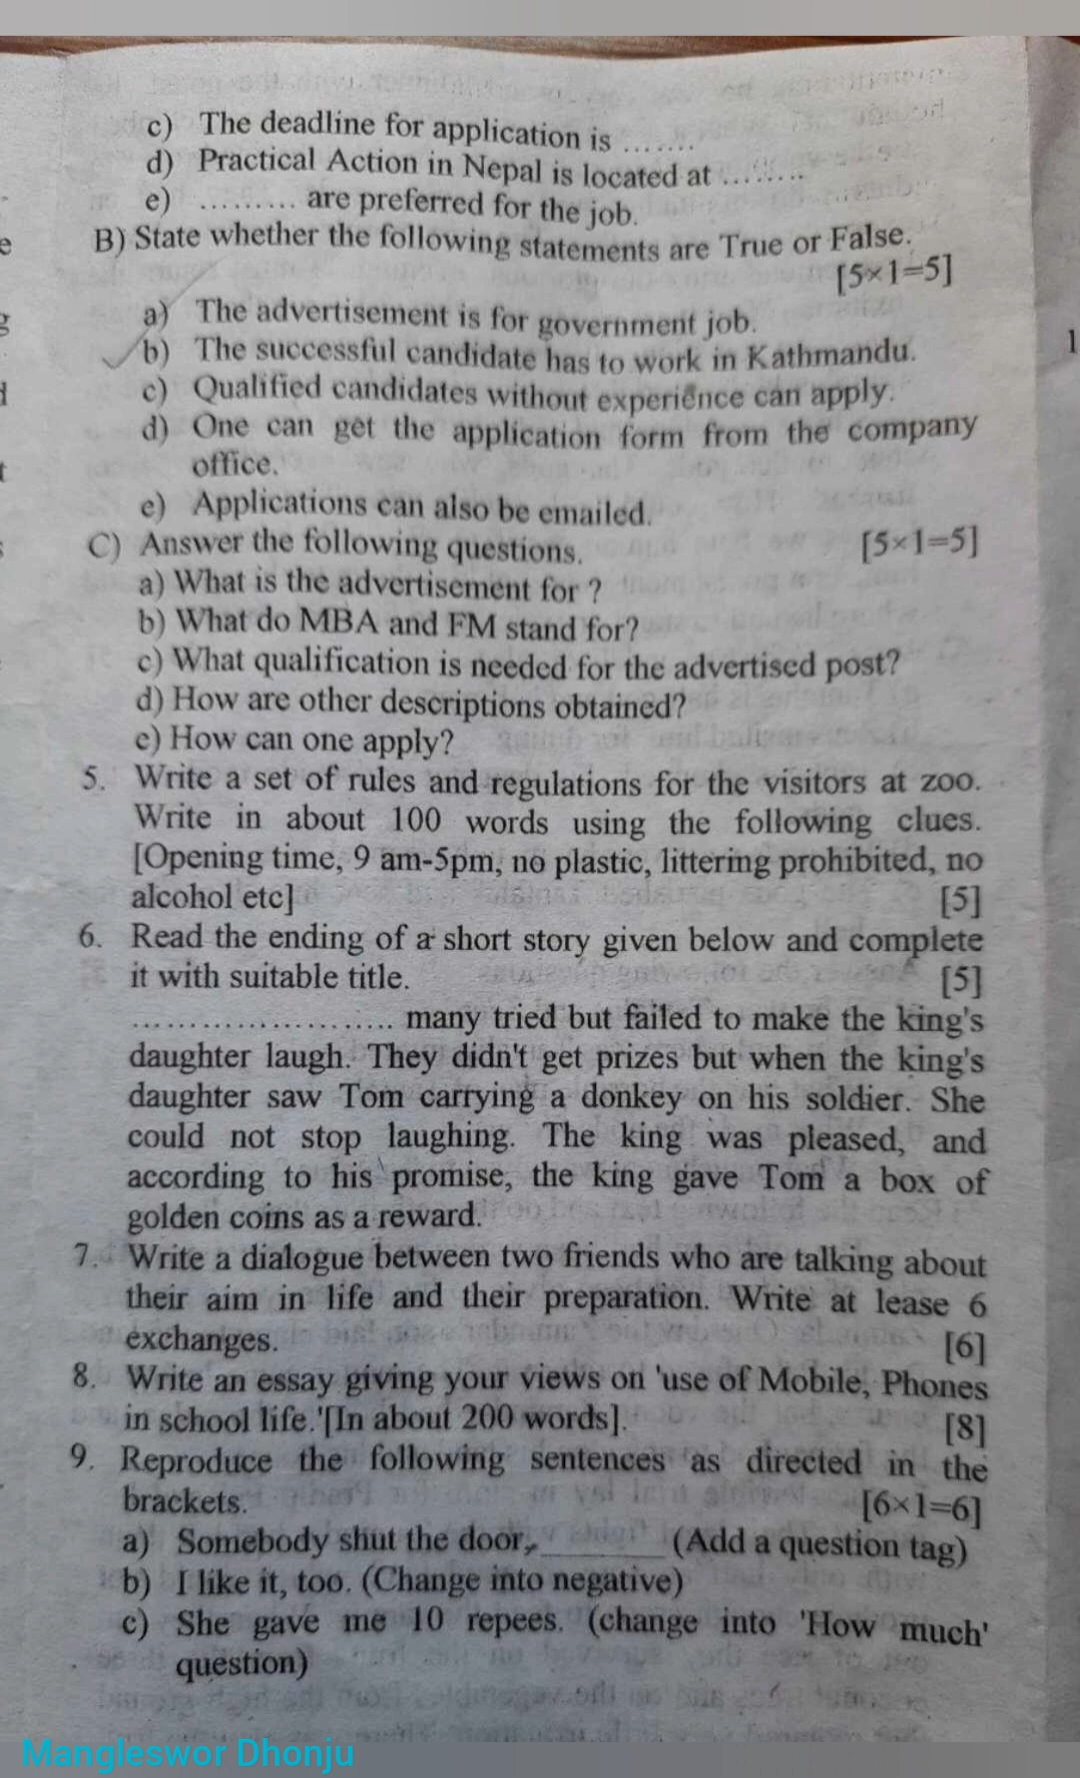 c) The deadline for application is .......
d) Practical Action in Nepal is located at .........
e) .......... are preferred for the job.
B) State whether the following statements are True or False.
[5×1=5]
a) The advertisement is for government job.
b) The successful candidate has to work in Kathmandu.
c) Qualified candidates without experience can apply.
d) One can get the application form from the company
office.
e) Applications can also be emailed.
C) Answer the following questions. [5×1=5]
a) What is the advertisement for ?
b) What do MBA and FM stand for?
c) What qualification is needed for the advertised post?
d) How are other descriptions obtained?
e) How can one apply?
5. Write a set of rules and regulations for the visitors at zoo.
Write in about 100 words using the following clues.
[Opening time, 9 am-5pm, no plastic, littering prohibited, no
alcohol etc] [5]
6. Read the ending of a short story given below and complete
it with suitable title. [5]
........................ many tried but failed to make the king's
daughter laugh. They didn't get prizes but when the king's
daughter saw Tom carrying a donkey on his soldier. She
could not stop laughing. The king was pleased, and
according to his promise, the king gave Tom a box of
golden coins as a reward.
7. Write a dialogue between two friends who are talking about
their aim in life and their preparation. Write at lease 6
exchanges. [6]
8. Write an essay giving your views on 'use of Mobile, Phones
in school life.'[In about 200 words]. [8]
9. Reproduce the following sentences as directed in the
brackets. [6×1=6]
a) Somebody shut the door,________ (Add a question tag)
b) I like it, too. (Change into negative)
c) She gave me 10 repees. (change into 'How much'
question)
Mangleswor Dhonju